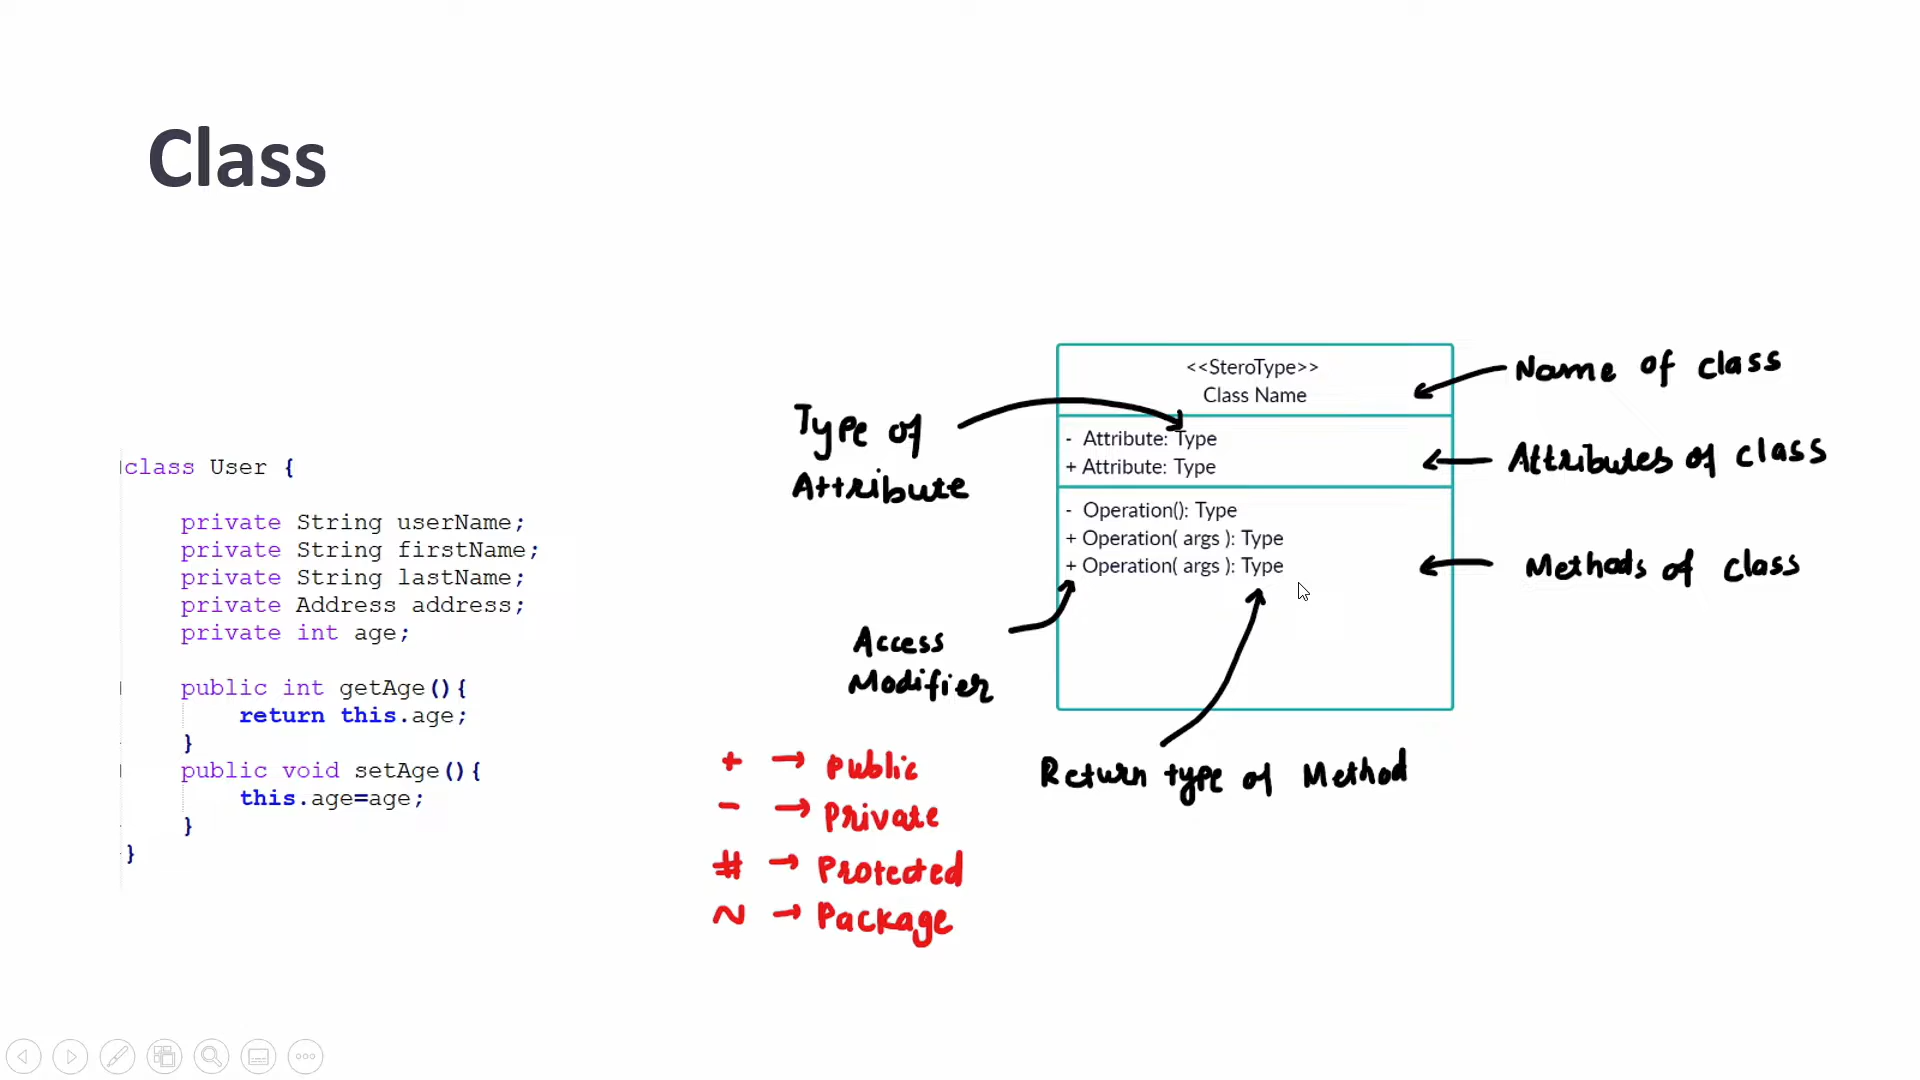 Class
class User {
private String userName;
private String firstName;
private String lastName;
private Address address;
private int age;
public int getAge(){
return this.age;
}
public void setAge(){
this.age=age;
}
}
Type of
Attribute
<<SteroType>>
Class Name
- Attribute: Type
+ Attribute: Type
- Operation(): Type
+ Operation( args ): Type
+ Operation( args ): Type
Name of class
Attributes of class
Methods of class
Access
Modifier
Return type of Method
+ → public
- → Private
# → Protected
~ → Package